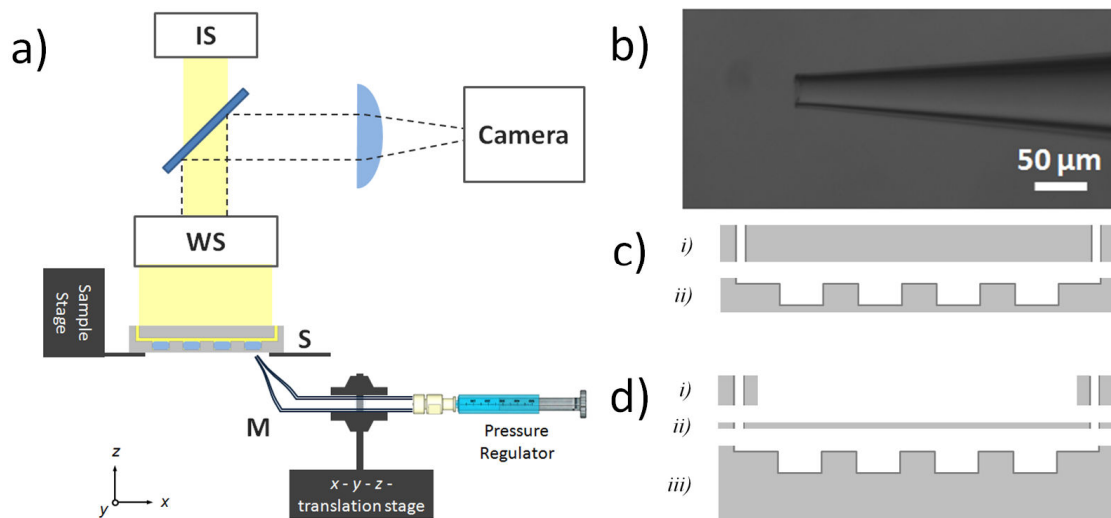 a)
IS
Camera
WS
Sample
Stage
S
M
Pressure
Regulator
x - y - z -
translation stage
z
y
x
b)
50 µm
c)
i)
ii)
d)
i)
ii)
iii)